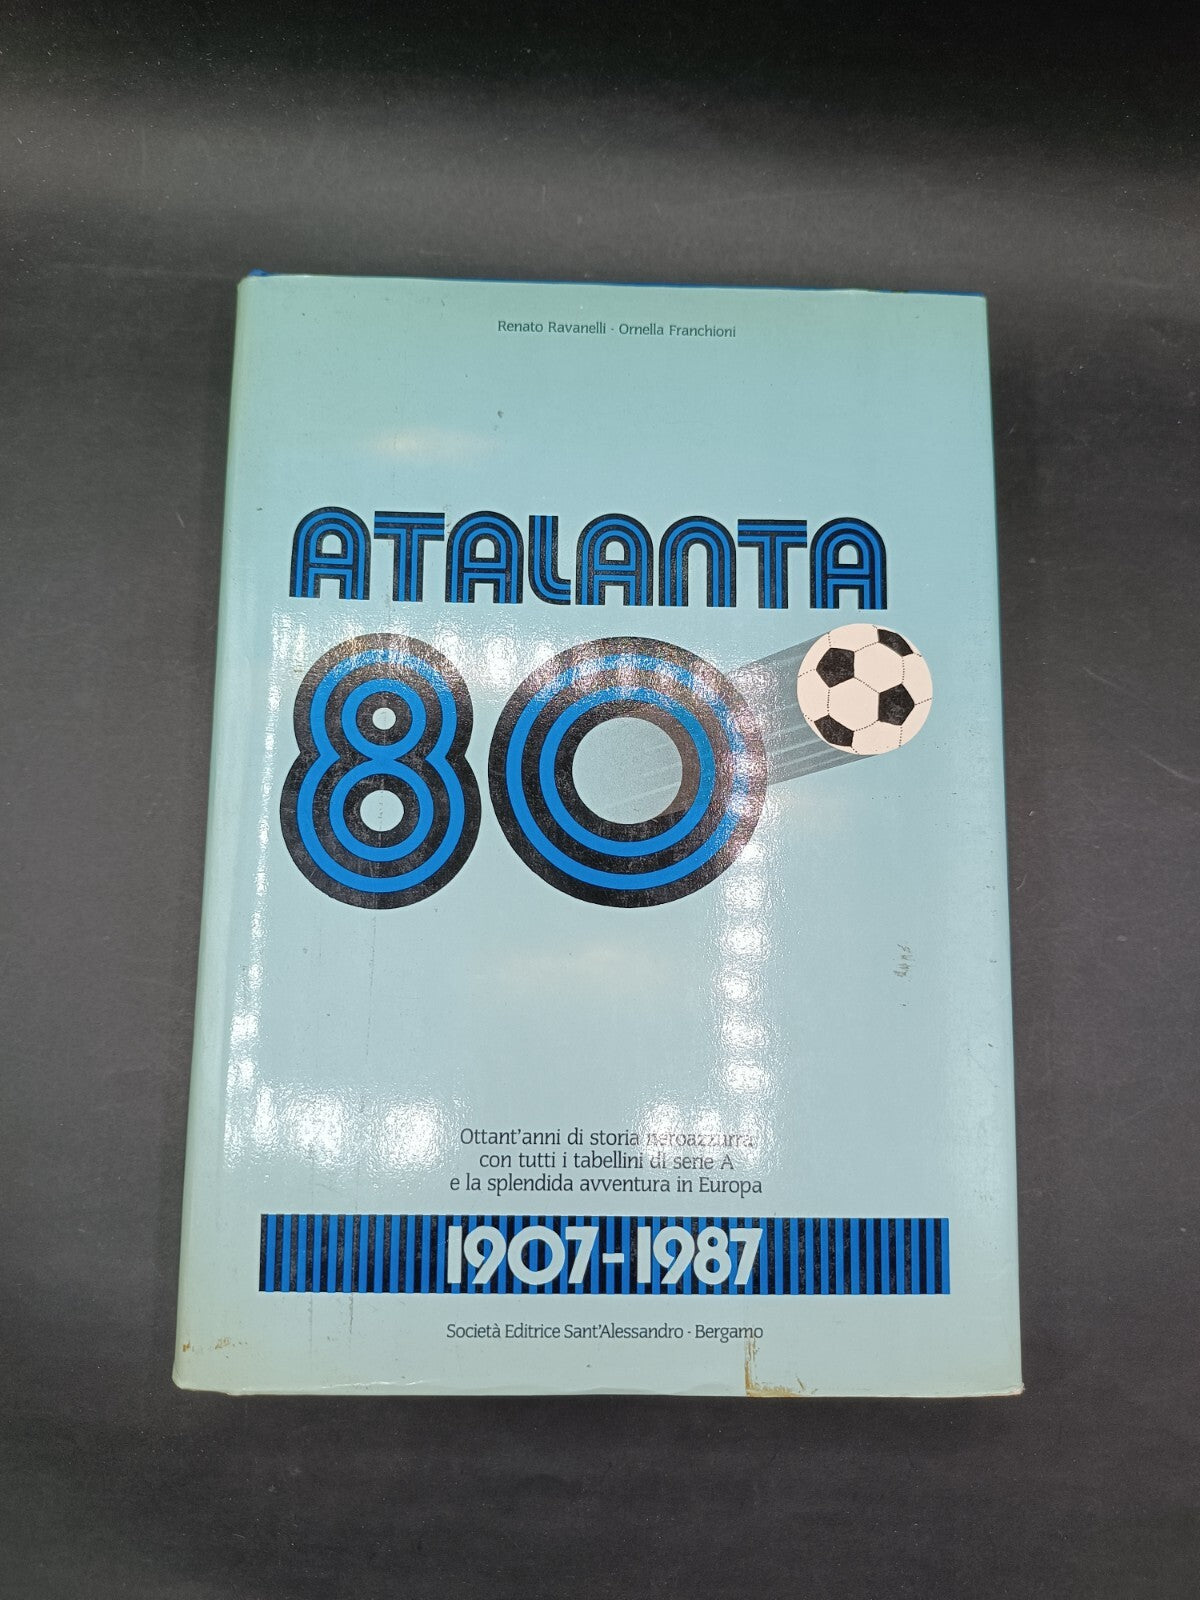 Renato Ravanelli · Ornella Franchioni
ATALANTA
80°
Ottant'anni di storia neroazzurra
con tutti i tabellini di serie A
e la splendida avventura in Europa
1907-1987
Società Editrice Sant'Alessandro · Bergamo